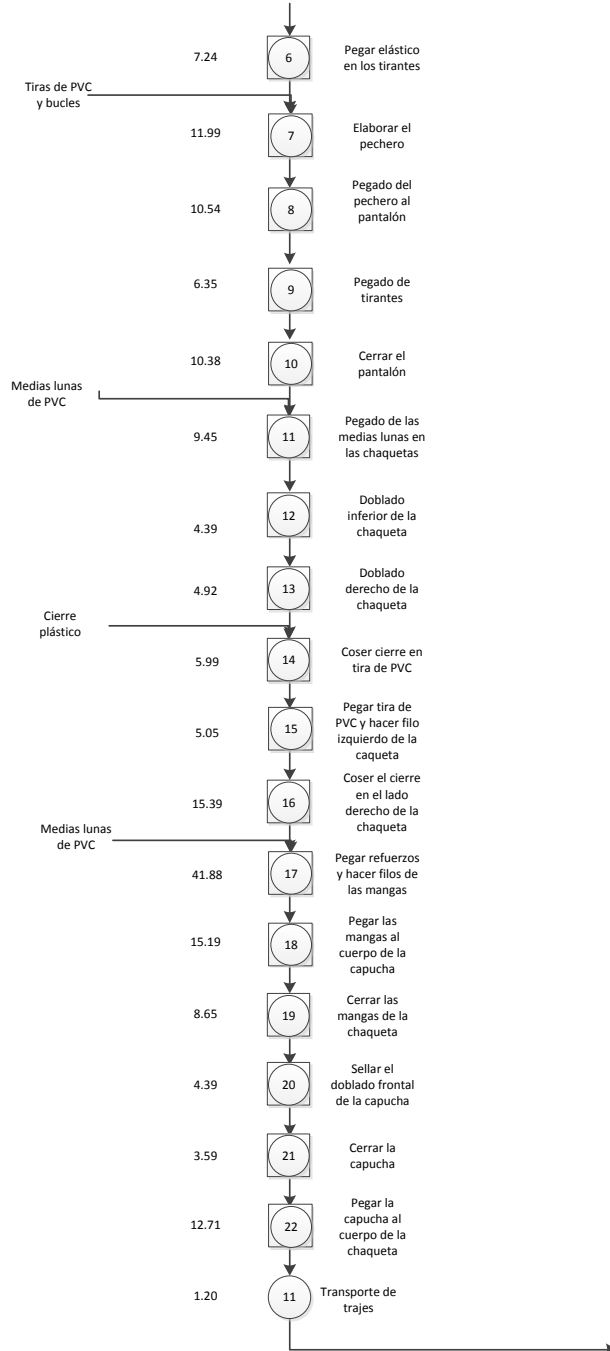 7.24
6
Pegar elástico
en los tirantes
Tiras de PVC
y bucles
11.99
7
Elaborar el
pechero
10.54
8
Pegado del
pechero al
pantalón
6.35
9
Pegado de
tirantes
10.38
10
Cerrar el
pantalón
Medias lunas
de PVC
9.45
11
Pegado de las
medias lunas en
las chaquetas
4.39
12
Doblado
inferior de la
chaqueta
4.92
13
Doblado
derecho de la
chaqueta
Cierre
plástico
5.99
14
Coser cierre en
tira de PVC
5.05
15
Pegar tira de
PVC y hacer filo
izquierdo de la
caqueta
15.39
16
Coser el cierre
en el lado
derecho de la
chaqueta
Medias lunas
de PVC
41.88
17
Pegar refuerzos
y hacer filos de
las mangas
15.19
18
Pegar las
mangas al
cuerpo de la
capucha
8.65
19
Cerrar las
mangas de la
chaqueta
4.39
20
Sellar el
doblado frontal
de la capucha
3.59
21
Cerrar la
capucha
12.71
22
Pegar la
capucha al
cuerpo de la
chaqueta
1.20
11
Transporte de
trajes